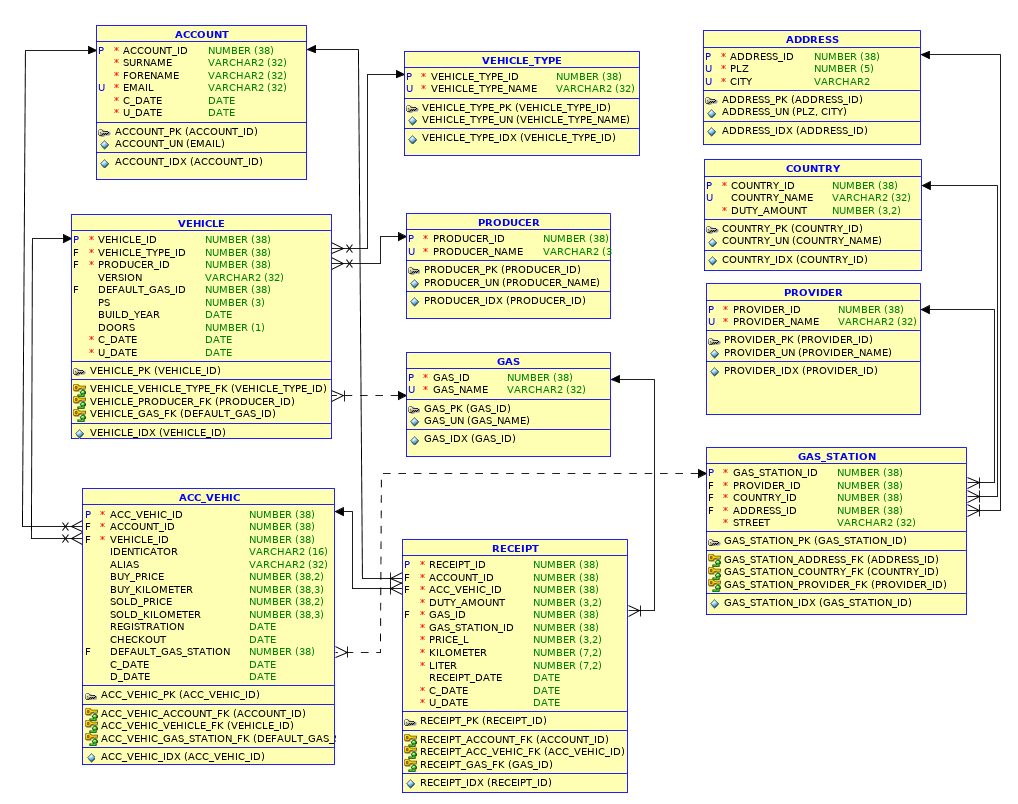 ACCOUNT
P * ACCOUNT_ID NUMBER (38)
* SURNAME VARCHAR2 (32)
* FORENAME VARCHAR2 (32)
U * EMAIL VARCHAR2 (32)
* C_DATE DATE
* U_DATE DATE
ACCOUNT_PK (ACCOUNT_ID)
ACCOUNT_UN (EMAIL)
ACCOUNT_IDX (ACCOUNT_ID)
VEHICLE_TYPE
P * VEHICLE_TYPE_ID NUMBER (38)
U * VEHICLE_TYPE_NAME VARCHAR2 (32)
VEHICLE_TYPE_PK (VEHICLE_TYPE_ID)
VEHICLE_TYPE_UN (VEHICLE_TYPE_NAME)
VEHICLE_TYPE_IDX (VEHICLE_TYPE_ID)
ADDRESS
P * ADDRESS_ID NUMBER (38)
U * PLZ NUMBER (5)
U * CITY VARCHAR2
ADDRESS_PK (ADDRESS_ID)
ADDRESS_UN (PLZ, CITY)
ADDRESS_IDX (ADDRESS_ID)
COUNTRY
P * COUNTRY_ID NUMBER (38)
U COUNTRY_NAME VARCHAR2 (32)
* DUTY_AMOUNT NUMBER (3,2)
COUNTRY_PK (COUNTRY_ID)
COUNTRY_UN (COUNTRY_NAME)
COUNTRY_IDX (COUNTRY_ID)
VEHICLE
P * VEHICLE_ID NUMBER (38)
F * VEHICLE_TYPE_ID NUMBER (38)
F * PRODUCER_ID NUMBER (38)
VERSION VARCHAR2 (32)
F DEFAULT_GAS_ID NUMBER (38)
PS NUMBER (3)
BUILD_YEAR DATE
DOORS NUMBER (1)
* C_DATE DATE
* U_DATE DATE
VEHICLE_PK (VEHICLE_ID)
VEHICLE_VEHICLE_TYPE_FK (VEHICLE_TYPE_ID)
VEHICLE_PRODUCER_FK (PRODUCER_ID)
VEHICLE_GAS_FK (DEFAULT_GAS_ID)
VEHICLE_IDX (VEHICLE_ID)
PRODUCER
P * PRODUCER_ID NUMBER (38)
U * PRODUCER_NAME VARCHAR2 (3
PRODUCER_PK (PRODUCER_ID)
PRODUCER_UN (PRODUCER_NAME)
PRODUCER_IDX (PRODUCER_ID)
PROVIDER
P * PROVIDER_ID NUMBER (38)
U * PROVIDER_NAME VARCHAR2 (32)
PROVIDER_PK (PROVIDER_ID)
PROVIDER_UN (PROVIDER_NAME)
PROVIDER_IDX (PROVIDER_ID)
GAS
P * GAS_ID NUMBER (38)
U * GAS_NAME VARCHAR2 (32)
GAS_PK (GAS_ID)
GAS_UN (GAS_NAME)
GAS_IDX (GAS_ID)
GAS_STATION
P * GAS_STATION_ID NUMBER (38)
F * PROVIDER_ID NUMBER (38)
F * COUNTRY_ID NUMBER (38)
F * ADDRESS_ID NUMBER (38)
* STREET VARCHAR2 (32)
GAS_STATION_PK (GAS_STATION_ID)
GAS_STATION_ADDRESS_FK (ADDRESS_ID)
GAS_STATION_COUNTRY_FK (COUNTRY_ID)
GAS_STATION_PROVIDER_FK (PROVIDER_ID)
GAS_STATION_IDX (GAS_STATION_ID)
ACC_VEHIC
P * ACC_VEHIC_ID NUMBER (38)
F * ACCOUNT_ID NUMBER (38)
F * VEHICLE_ID NUMBER (38)
IDENTICATOR VARCHAR2 (16)
ALIAS VARCHAR2 (32)
BUY_PRICE NUMBER (38,2)
BUY_KILOMETER NUMBER (38,3)
SOLD_PRICE NUMBER (38,2)
SOLD_KILOMETER NUMBER (38,3)
REGISTRATION DATE
CHECKOUT DATE
F DEFAULT_GAS_STATION NUMBER (38)
C_DATE DATE
D_DATE DATE
ACC_VEHIC_PK (ACC_VEHIC_ID)
ACC_VEHIC_ACCOUNT_FK (ACCOUNT_ID)
ACC_VEHIC_VEHICLE_FK (VEHICLE_ID)
ACC_VEHIC_GAS_STATION_FK (DEFAULT_GAS_
ACC_VEHIC_IDX (ACC_VEHIC_ID)
RECEIPT
P * RECEIPT_ID NUMBER (38)
F * ACCOUNT_ID NUMBER (38)
F * ACC_VEHIC_ID NUMBER (38)
* DUTY_AMOUNT NUMBER (3,2)
F * GAS_ID NUMBER (38)
* GAS_STATION_ID NUMBER (38)
* PRICE_L NUMBER (3,2)
* KILOMETER NUMBER (7,2)
* LITER NUMBER (7,2)
RECEIPT_DATE DATE
* C_DATE DATE
* U_DATE DATE
RECEIPT_PK (RECEIPT_ID)
RECEIPT_ACCOUNT_FK (ACCOUNT_ID)
RECEIPT_ACC_VEHIC_FK (ACC_VEHIC_ID)
RECEIPT_GAS_FK (GAS_ID)
RECEIPT_IDX (RECEIPT_ID)